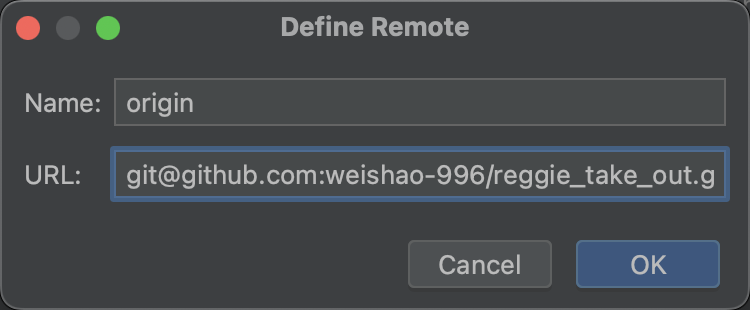 Define Remote
Name: origin
URL: git@github.com:weishao-996/reggie_take_out.g
Cancel OK